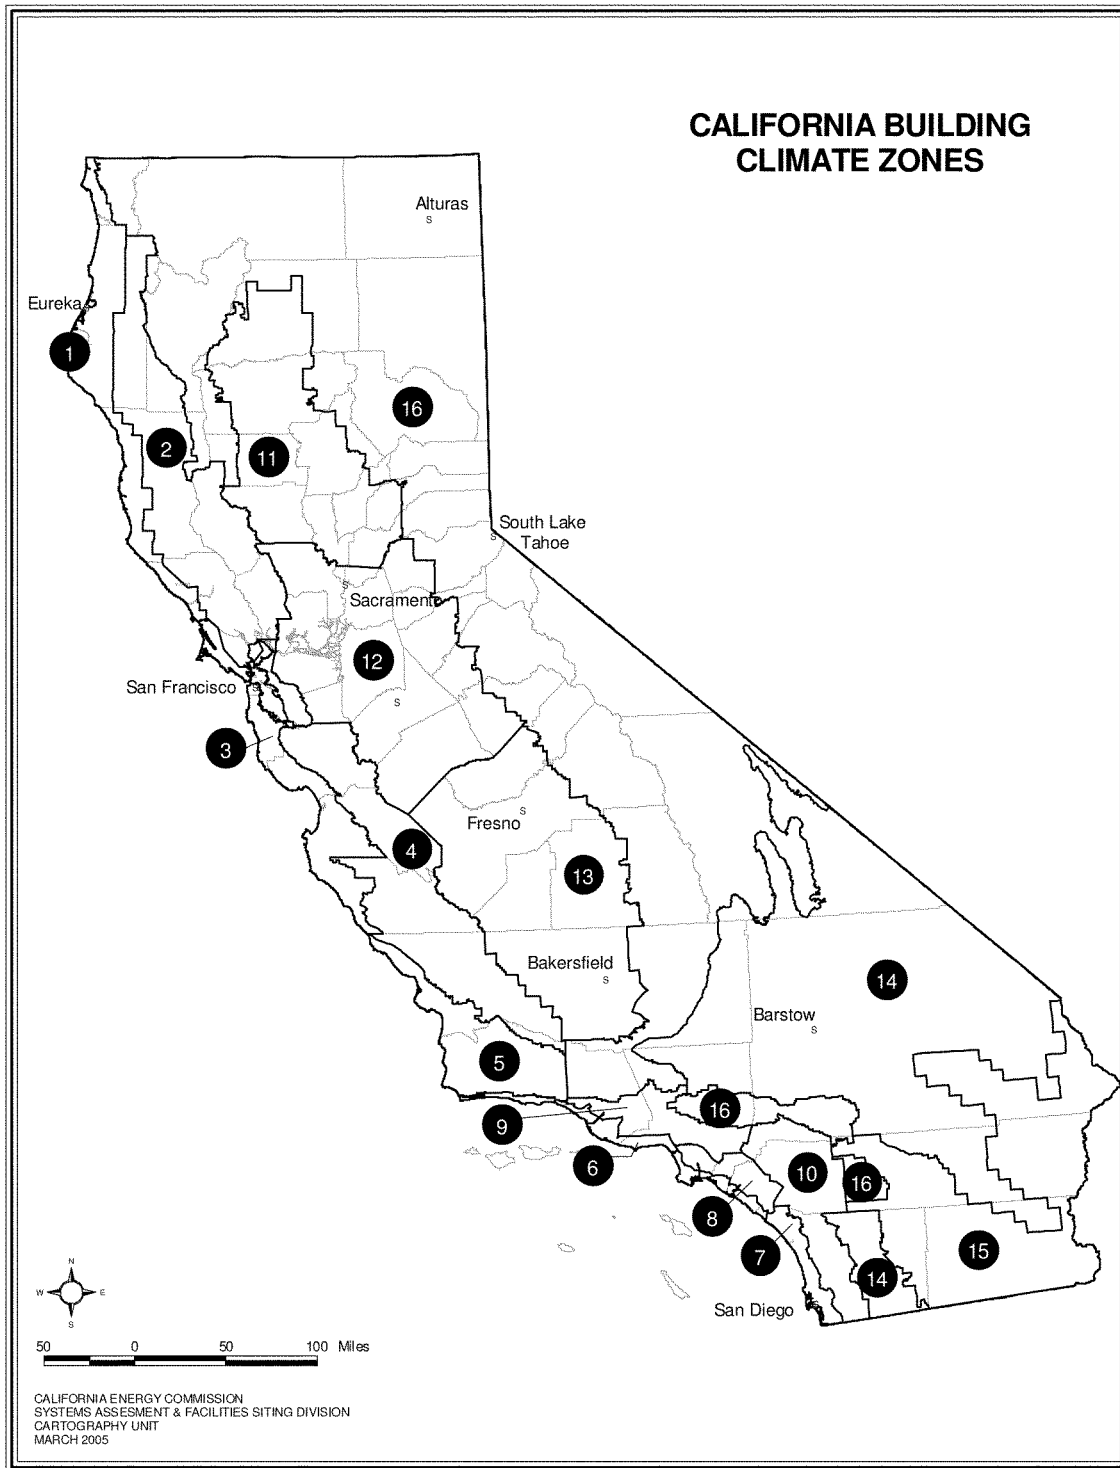 CALIFORNIA BUILDING
CLIMATE ZONES
Alturas
S
Eureka
1
16
2
11
South Lake
Tahoe
S
S
Sacramento
12
San Francisco
S
S
3
Fresno
S
4
13
Bakersfield
S
14
Barstow
S
5
9
16
6
10
16
8
7
15
14
San Diego
S
N
W
E
S
50 0 50 100 Miles
CALIFORNIA ENERGY COMMISSION
SYSTEMS ASSESMENT & FACILITIES SITING DIVISION
CARTOGRAPHY UNIT
MARCH 2005